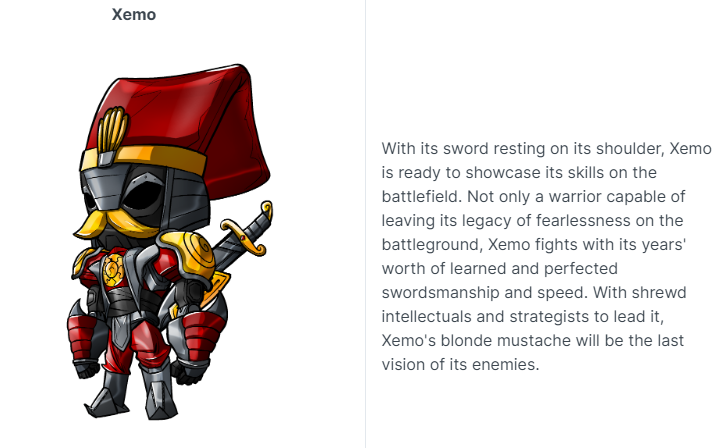 Xemo
With its sword resting on its shoulder, Xemo
is ready to showcase its skills on the
battlefield. Not only a warrior capable of
leaving its legacy of fearlessness on the
battleground, Xemo fights with its years'
worth of learned and perfected
swordsmanship and speed. With shrewd
intellectuals and strategists to lead it,
Xemo's blonde mustache will be the last
vision of its enemies.